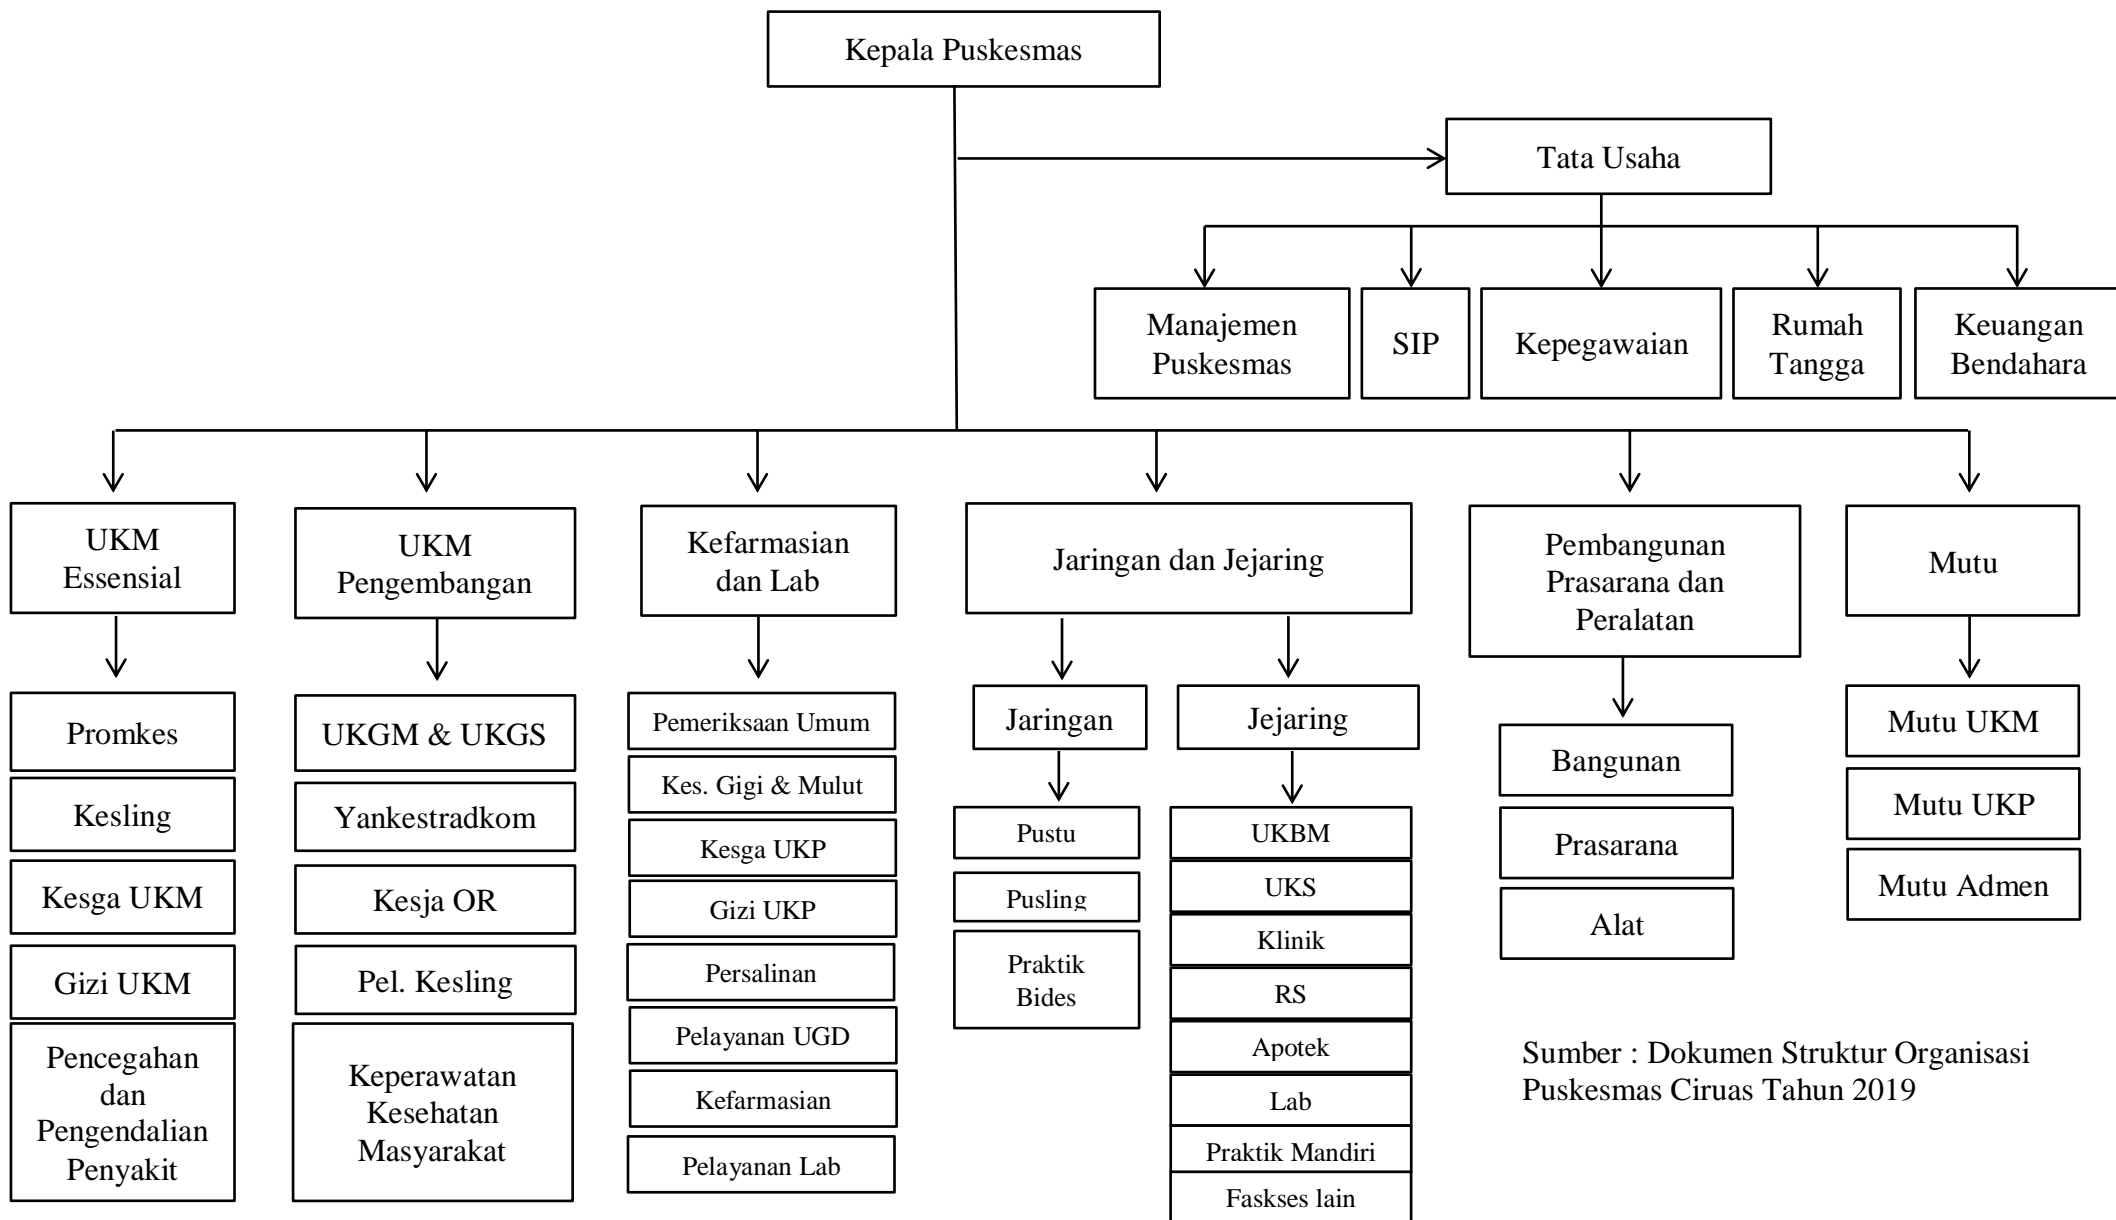 Kepala Puskesmas
Tata Usaha
Manajemen
Puskesmas
SIP
Kepegawaian
Rumah
Tangga
Keuangan
Bendahara
UKM
Essensial
UKM
Pengembangan
Kefarmasian
dan Lab
Jaringan dan Jejaring
Pembangunan
Prasarana dan
Peralatan
Mutu
Promkes
Kesling
Kesga UKM
Gizi UKM
Pencegahan
dan
Pengendalian
Penyakit
UKGM & UKGS
Yankestradkom
Kesja OR
Pel. Kesling
Keperawatan
Kesehatan
Masyarakat
Pemeriksaan Umum
Kes. Gigi & Mulut
Kesga UKP
Gizi UKP
Persalinan
Pelayanan UGD
Kefarmasian
Pelayanan Lab
Jaringan
Pustu
Pusling
Praktik
Bides
Jejaring
UKBM
UKS
Klinik
RS
Apotek
Lab
Praktik Mandiri
Faskses lain
Bangunan
Prasarana
Alat
Mutu UKM
Mutu UKP
Mutu Admen
Sumber : Dokumen Struktur Organisasi
Puskesmas Ciruas Tahun 2019